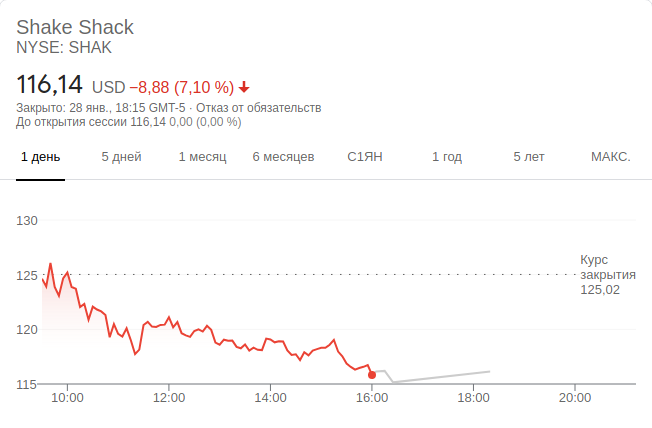 Shake Shack
NYSE: SHAK
116,14 USD −8,88 (7,10 %)
Закрыто: 28 янв., 18:15 GMT-5 · Отказ от обязательств
До открытия сессии 116,14 0,00 (0,00 %)
1 день 5 дней 1 месяц 6 месяцев С1ЯН 1 год 5 лет МАКС.
130
Курс
125 закрытия
125,02
120
115
10:00 12:00 14:00 16:00 18:00 20:00